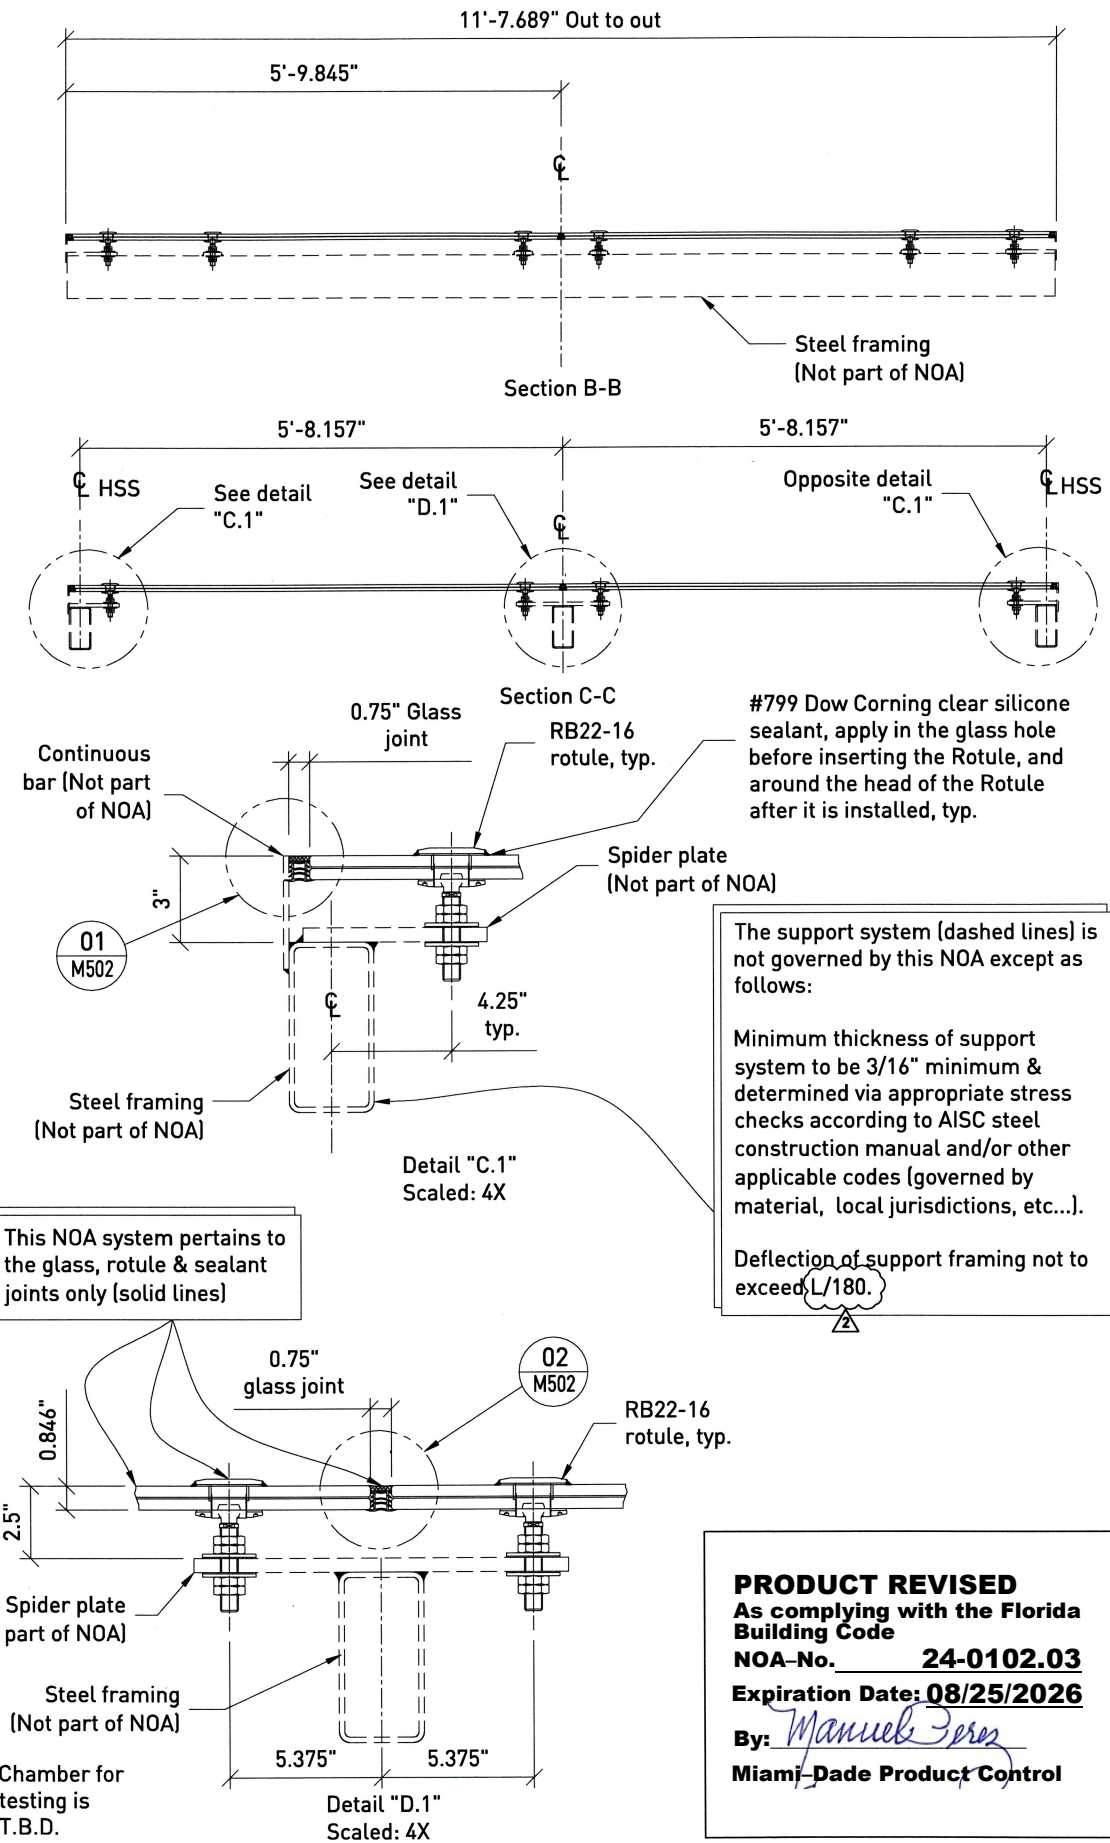 11'-7.689" Out to out
5'-9.845"
℄
Steel framing
(Not part of NOA)
Section B-B
5'-8.157"
5'-8.157"
℄ HSS
See detail
"C.1"
See detail
"D.1"
℄
Opposite detail
"C.1"
℄ HSS
Section C-C
0.75" Glass
joint
RB22-16
rotule, typ.
#799 Dow Corning clear silicone
sealant, apply in the glass hole
before inserting the Rotule, and
around the head of the Rotule
after it is installed, typ.
Continuous
bar (Not part
of NOA)
Spider plate
(Not part of NOA)
3"
01
M502
℄
4.25"
typ.
Steel framing
(Not part of NOA)
Detail "C.1"
Scaled: 4X
The support system (dashed lines) is
not governed by this NOA except as
follows:
Minimum thickness of support
system to be 3/16" minimum &
determined via appropriate stress
checks according to AISC steel
construction manual and/or other
applicable codes (governed by
material, local jurisdictions, etc...).
Deflection of support framing not to
exceed L/180.
2
This NOA system pertains to
the glass, rotule & sealant
joints only (solid lines)
0.75"
glass joint
02
M502
RB22-16
rotule, typ.
0.846"
2.5"
Spider plate
part of NOA)
Steel framing
(Not part of NOA)
5.375"
5.375"
Chamber for
testing is
T.B.D.
Detail "D.1"
Scaled: 4X
PRODUCT REVISED
As complying with the Florida
Building Code
NOA-No. 24-0102.03
Expiration Date: 08/25/2026
By: Manuel Perez
Miami-Dade Product Control